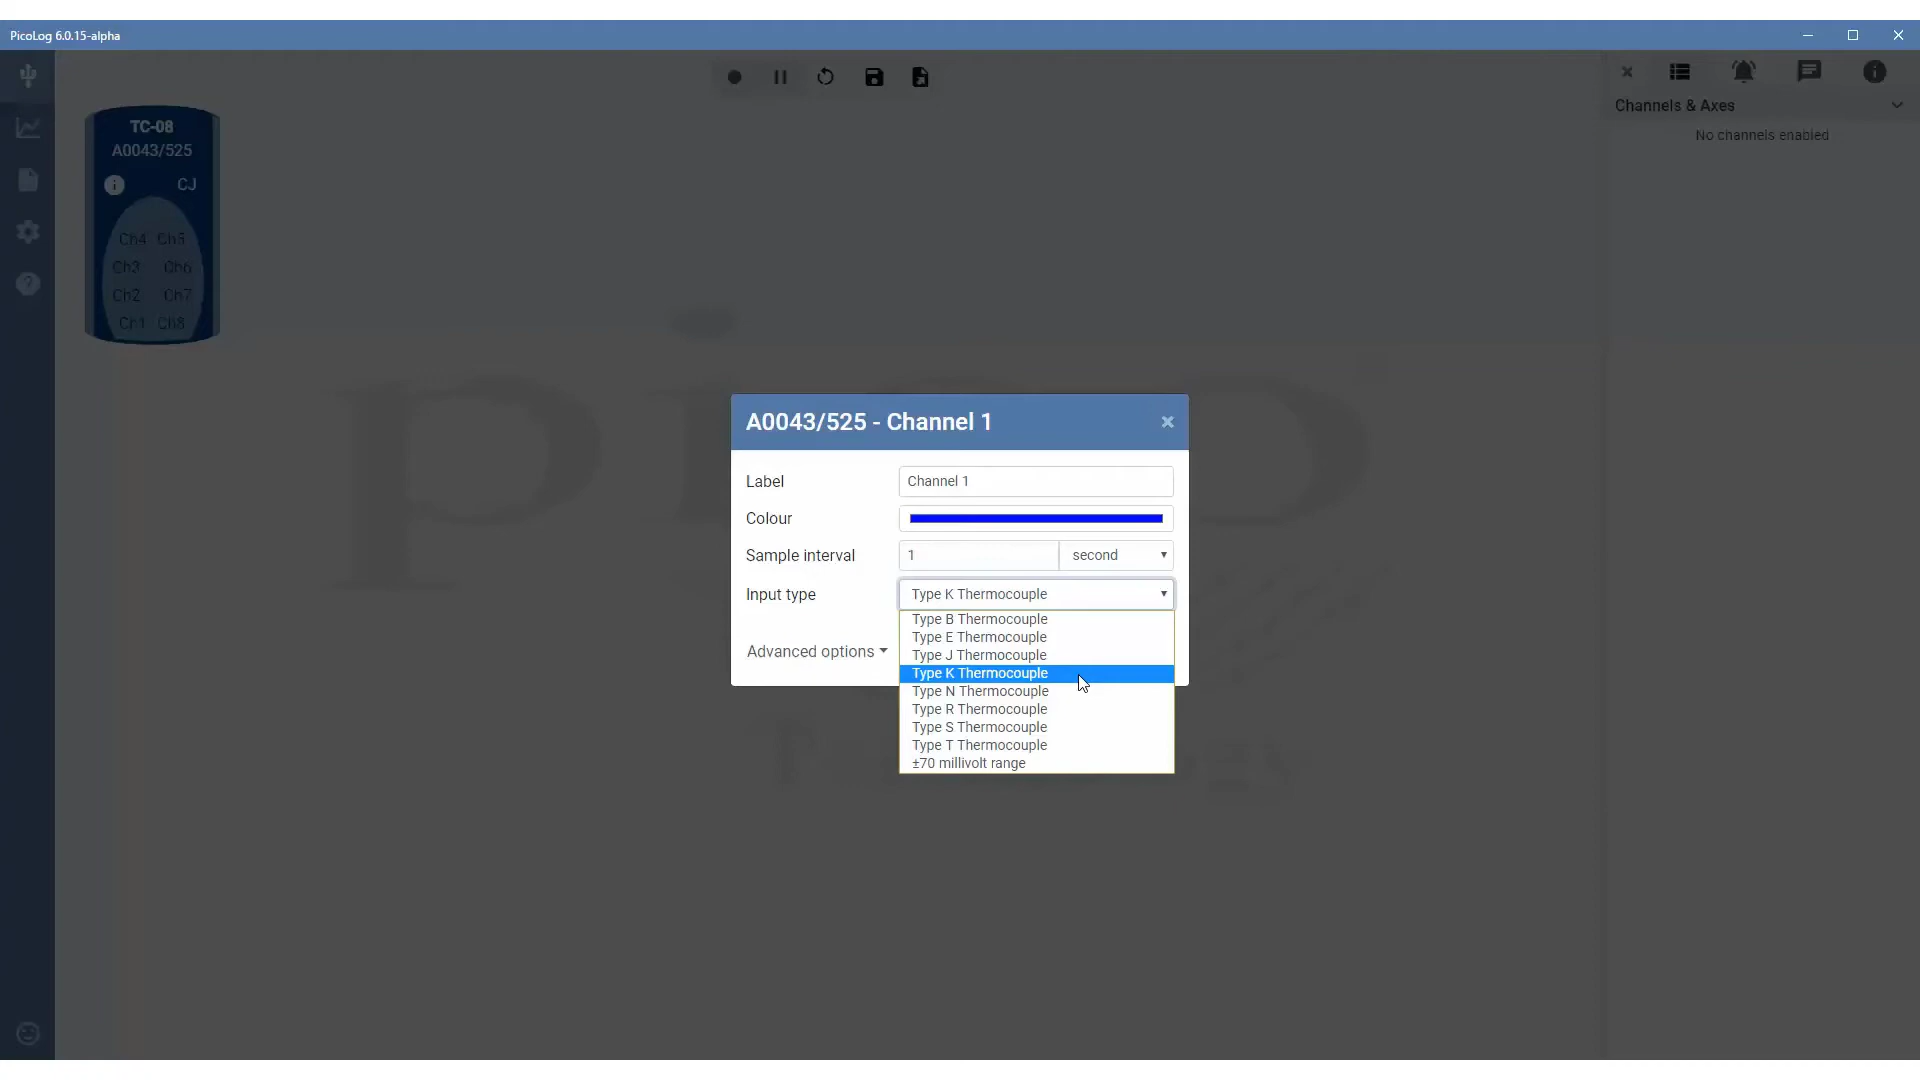 PicoLog 6.0.15-alpha
TC-08
A0043/525
CJ
Ch4 Ch5
Ch3 Ch6
Ch2 Ch7
Ch1 Ch8
Channels & Axes
No channels enabled
pico
A0043/525 - Channel 1
Label
Channel 1
Colour
Sample interval
1
second
Input type
Type K Thermocouple
Type B Thermocouple
Type E Thermocouple
Type J Thermocouple
Advanced options
Type K Thermocouple
Type N Thermocouple
Type R Thermocouple
Type S Thermocouple
Type T Thermocouple
±70 millivolt range